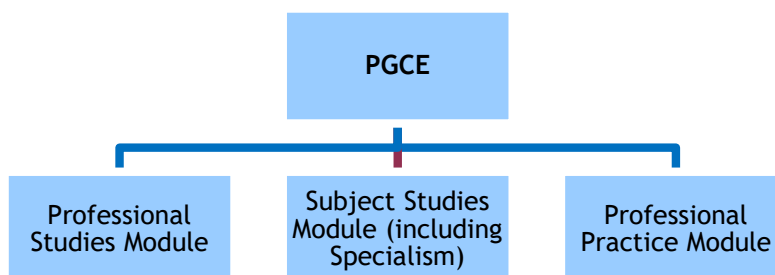 PGCE
Professional
Studies Module
Subject Studies
Module (including
Specialism)
Professional
Practice Module